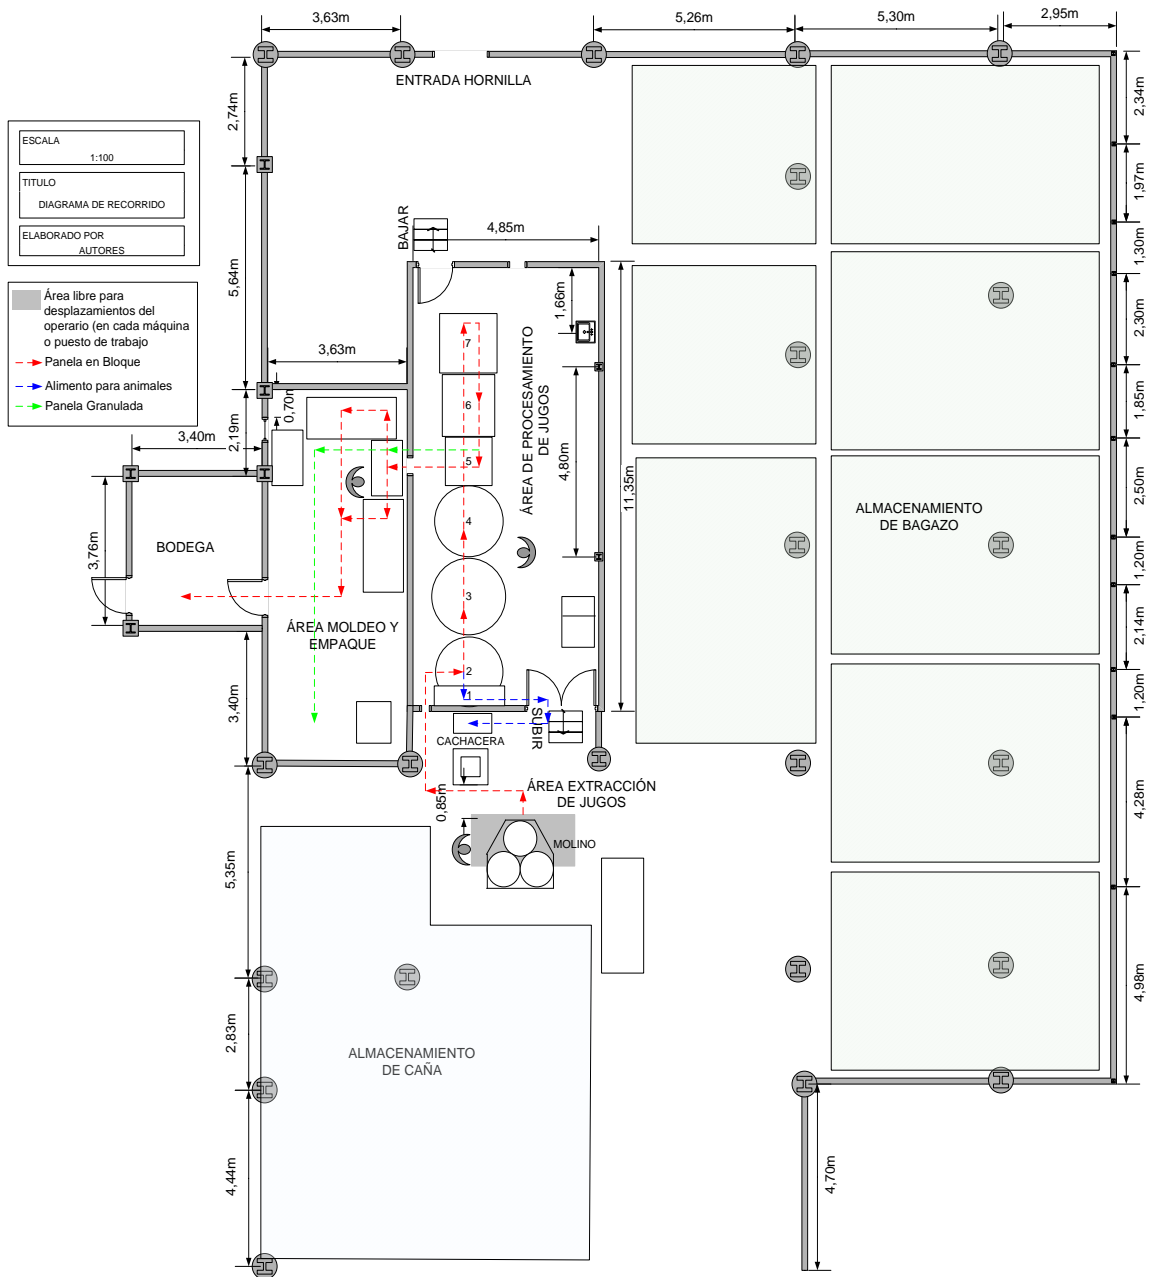 3,63m
5,26m
5,30m
2,95m
ENTRADA HORNILLA
2,74m
2,34m
ESCALA
1:100
TITULO
DIAGRAMA DE RECORRIDO
ELABORADO POR
AUTORES
1,97m
BAJAR
4,85m
1,30m
5,64m
Área libre para
desplazamientos del
operario (en cada máquina
o puesto de trabajo
Panela en Bloque
Alimento para animales
Panela Granulada
1,66m
2,30m
3,63m
7
6
5
4
3
2
1
ÁREA DE PROCESAMIENTO
DE JUGOS
0,70m
2,19m
3,40m
4,80m
11,35m
1,85m
2,50m
ALMACENAMIENTO
DE BAGAZO
BODEGA
3,76m
1,20m
2,14m
ÁREA MOLDEO Y
EMPAQUE
3,40m
1,20m
SUBIR
CACHACERA
ÁREA EXTRACCIÓN
DE JUGOS
0,85m
MOLINO
4,28m
5,35m
4,98m
2,83m
ALMACENAMIENTO
DE CAÑA
4,44m
4,70m